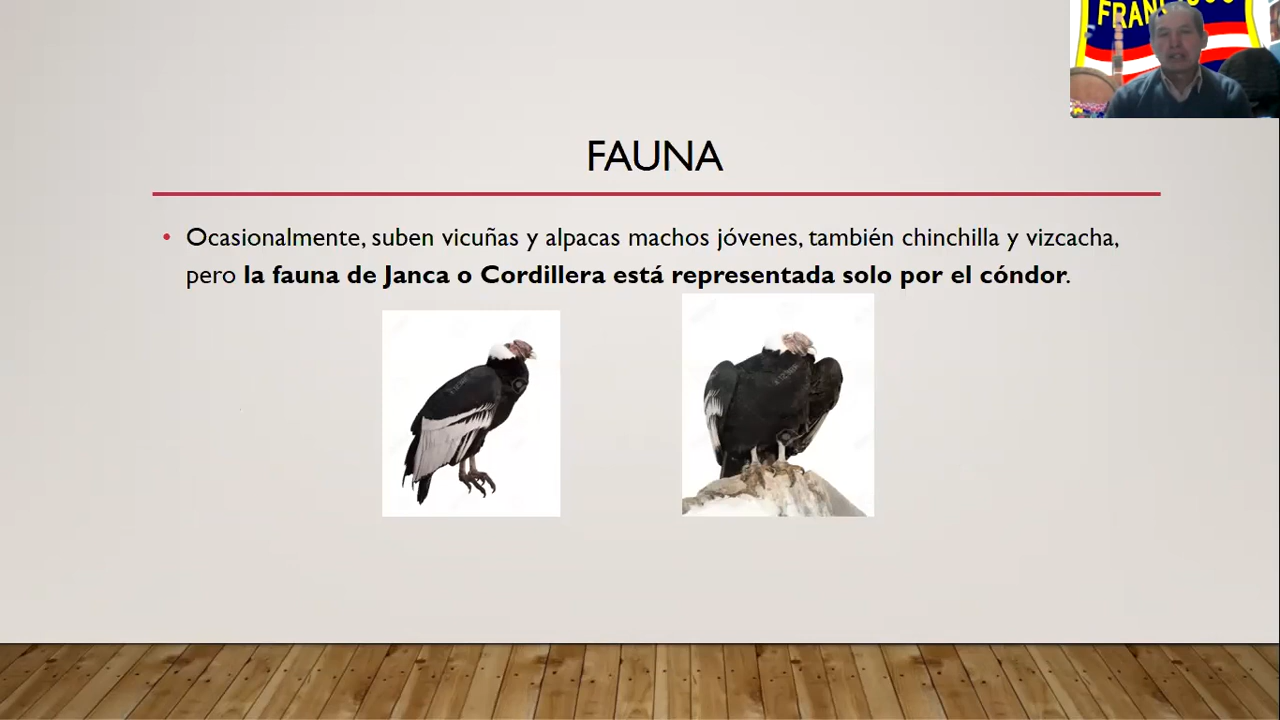 FAUNA
• Ocasionalmente, suben vicuñas y alpacas machos jóvenes, también chinchilla y vizcacha,
pero la fauna de Janca o Cordillera está representada solo por el cóndor.